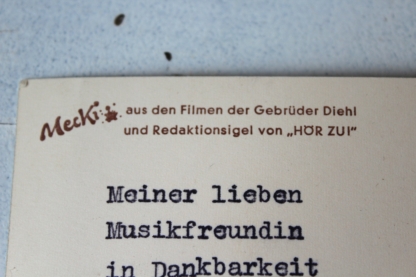 Mecki aus den Filmen der Gebrüder Diehl
und Redaktionsigel von „HÖR ZU!"
Meiner lieben
Musikfreundin
in Dankbarkeit